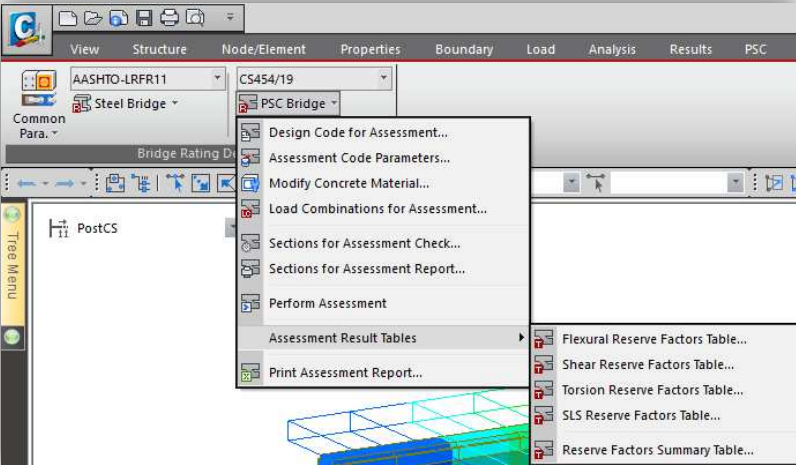 View Structure Node/Element Properties Boundary Load Analysis Results PSC
AASHTO-LRFR11 CS454/19
Steel Bridge PSC Bridge
Common
Para.
Bridge Rating De
Design Code for Assessment...
Assessment Code Parameters...
Modify Concrete Material...
Load Combinations for Assessment...
Sections for Assessment Check...
Sections for Assessment Report...
Perform Assessment
Assessment Result Tables
Print Assessment Report...
Flexural Reserve Factors Table...
Shear Reserve Factors Table...
Torsion Reserve Factors Table...
SLS Reserve Factors Table...
Reserve Factors Summary Table...
PostCS
Tree Menu